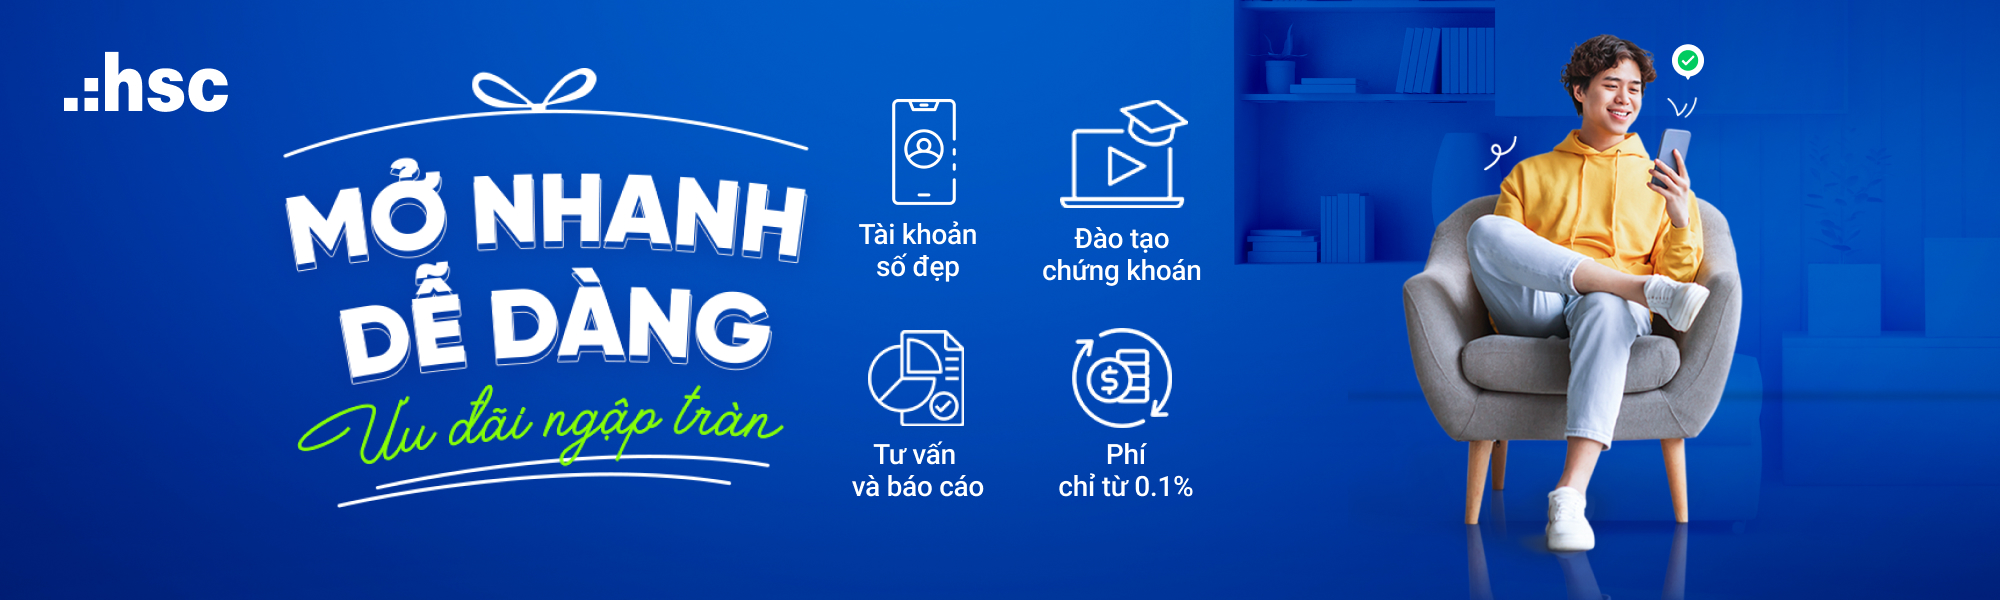 .:hsc
MỞ NHANH
DỄ DÀNG
Ưu đãi ngập tràn
Tài khoản
số đẹp
Đào tạo
chứng khoán
Tư vấn
và báo cáo
Phí
chỉ từ 0.1%